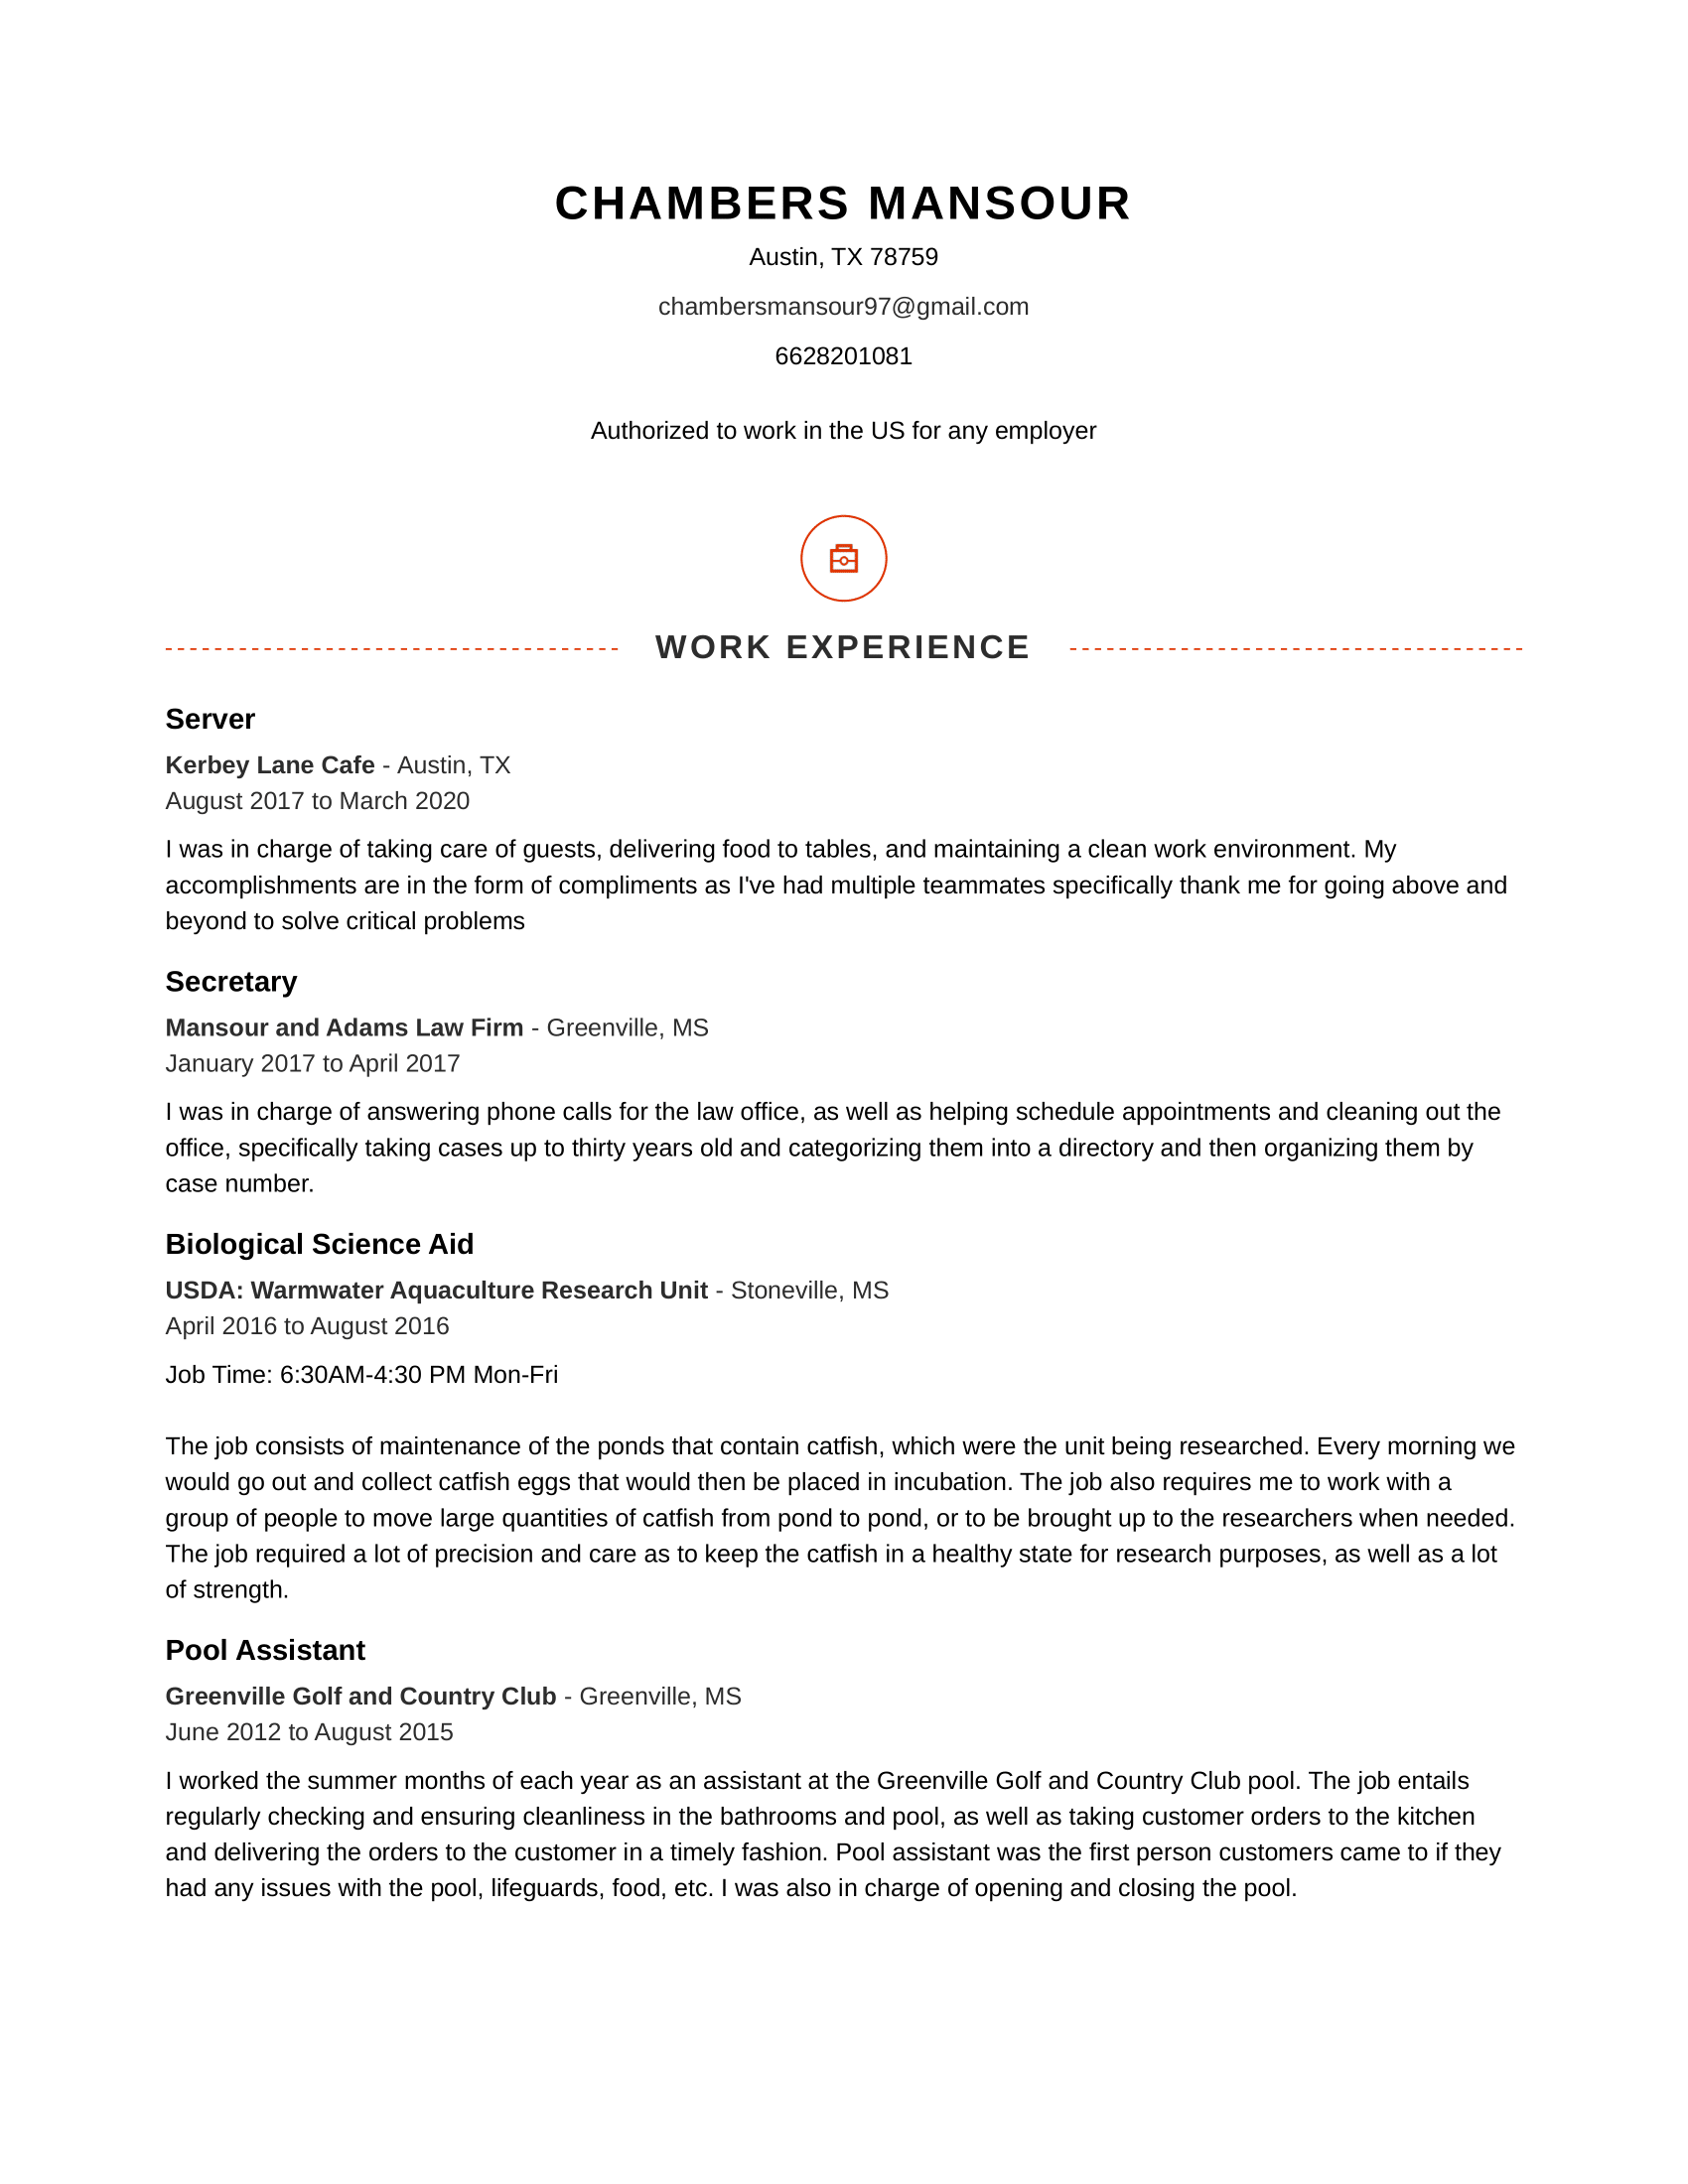 CHAMBERS MANSOUR
Austin, TX 78759
chambersmansour97@gmail.com
6628201081
Authorized to work in the US for any employer
WORK EXPERIENCE
Server
Kerbey Lane Cafe - Austin, TX
August 2017 to March 2020
I was in charge of taking care of guests, delivering food to tables, and maintaining a clean work environment. My
accomplishments are in the form of compliments as I've had multiple teammates specifically thank me for going above and
beyond to solve critical problems
Secretary
Mansour and Adams Law Firm - Greenville, MS
January 2017 to April 2017
I was in charge of answering phone calls for the law office, as well as helping schedule appointments and cleaning out the
office, specifically taking cases up to thirty years old and categorizing them into a directory and then organizing them by
case number.
Biological Science Aid
USDA: Warmwater Aquaculture Research Unit - Stoneville, MS
April 2016 to August 2016
Job Time: 6:30AM-4:30 PM Mon-Fri
The job consists of maintenance of the ponds that contain catfish, which were the unit being researched. Every morning we
would go out and collect catfish eggs that would then be placed in incubation. The job also requires me to work with a
group of people to move large quantities of catfish from pond to pond, or to be brought up to the researchers when needed.
The job required a lot of precision and care as to keep the catfish in a healthy state for research purposes, as well as a lot
of strength.
Pool Assistant
Greenville Golf and Country Club - Greenville, MS
June 2012 to August 2015
I worked the summer months of each year as an assistant at the Greenville Golf and Country Club pool. The job entails
regularly checking and ensuring cleanliness in the bathrooms and pool, as well as taking customer orders to the kitchen
and delivering the orders to the customer in a timely fashion. Pool assistant was the first person customers came to if they
had any issues with the pool, lifeguards, food, etc. I was also in charge of opening and closing the pool.